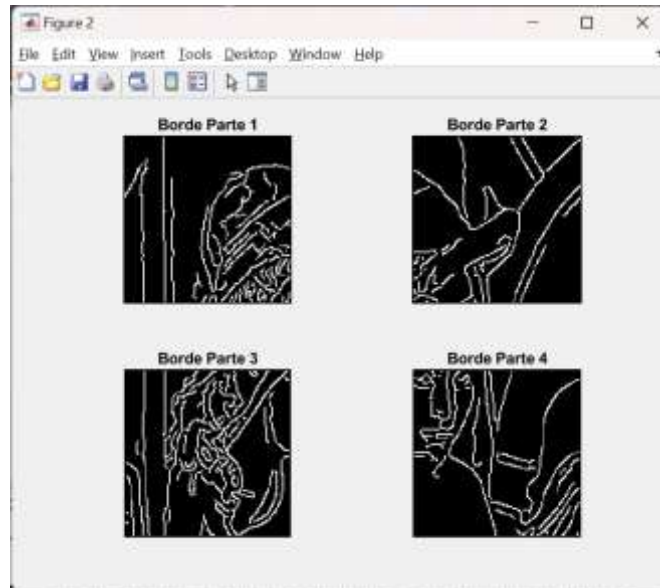 Figure 2
File Edit View Insert Tools Desktop Window Help
Borde Parte 1
Borde Parte 2
Borde Parte 3
Borde Parte 4